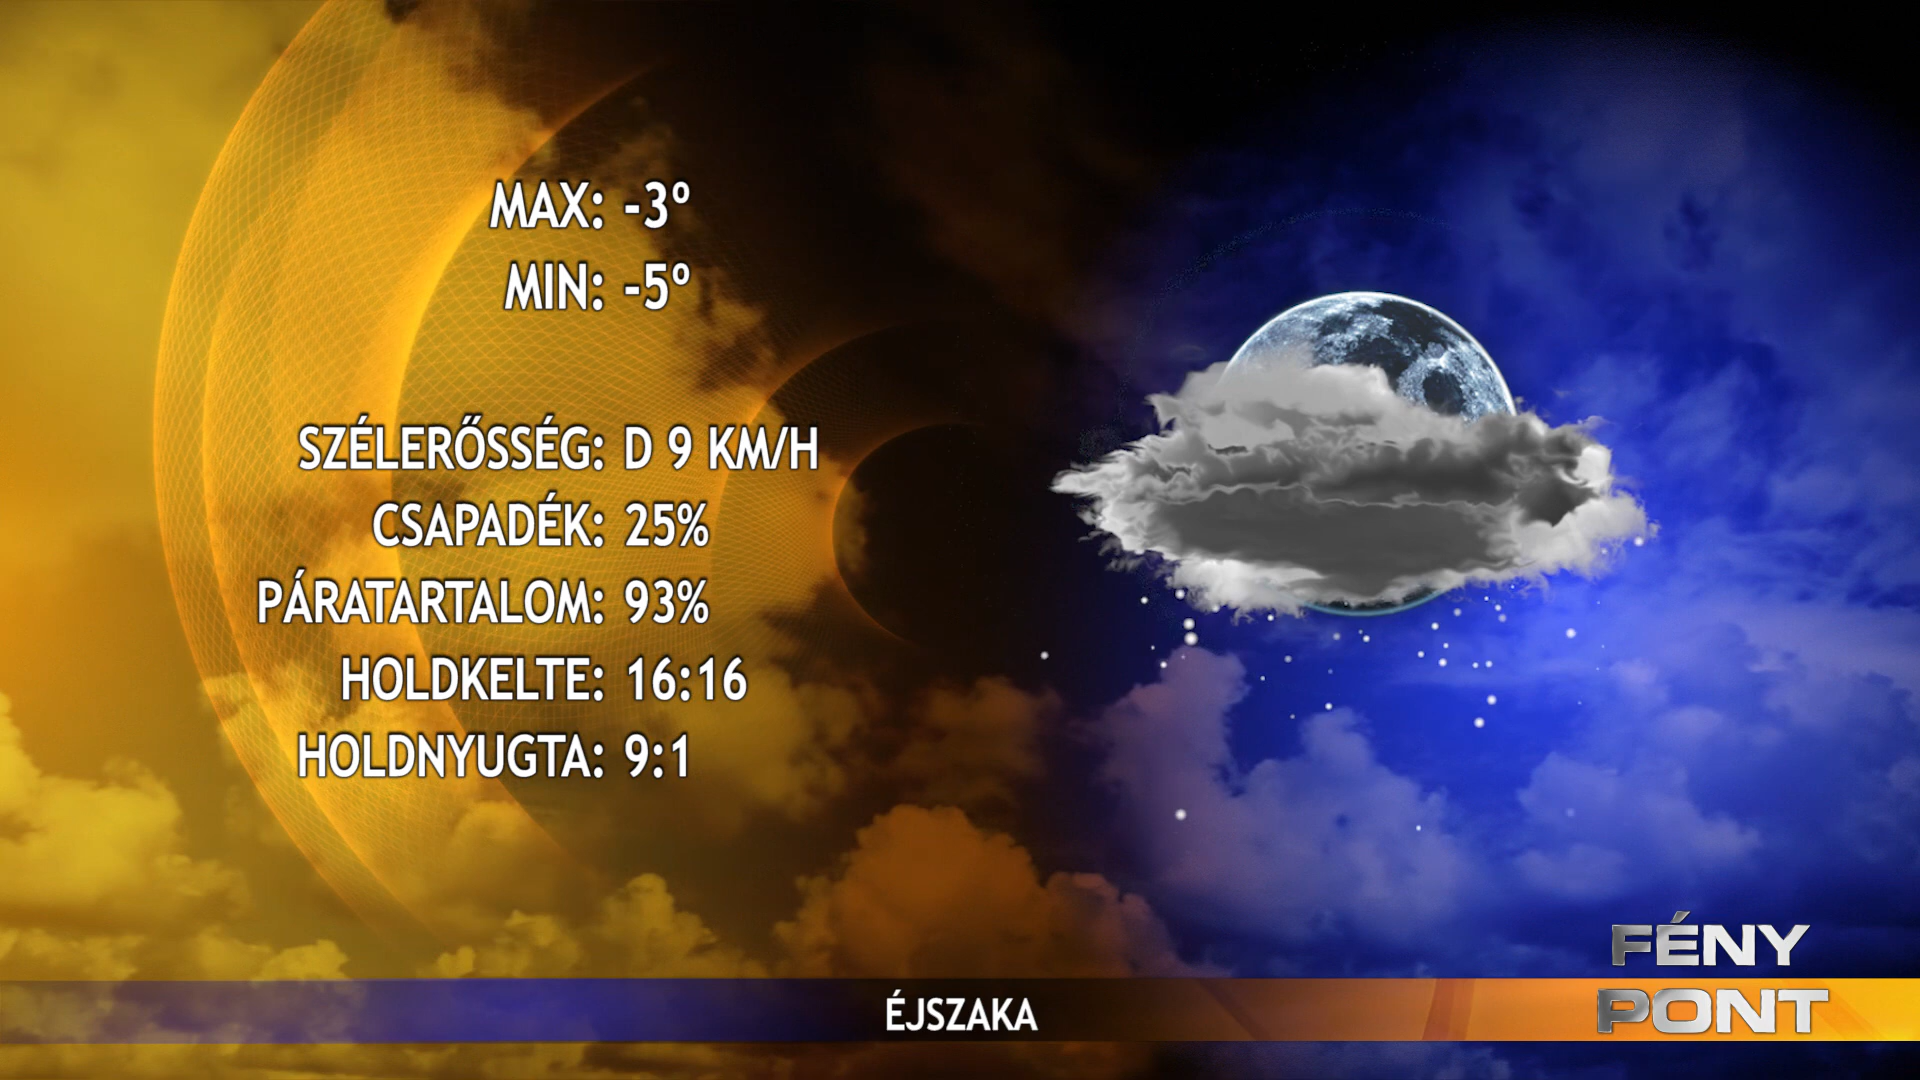 MAX: -3°
MIN: -5°
SZÉLERŐSSÉG: D 9 KM/H
CSAPADÉK: 25%
PÁRATARTALOM: 93%
HOLDKELTE: 16:16
HOLDNYUGTA: 9:1
ÉJSZAKA
FÉNY
PONT